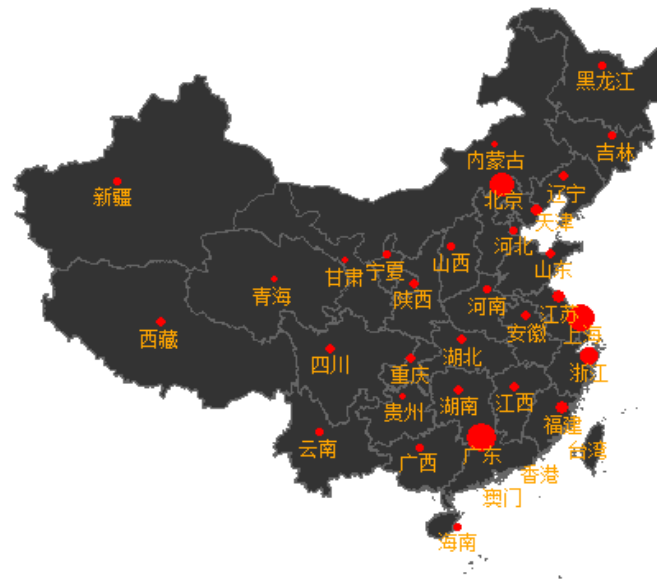 黑龙江
吉林
内蒙古
辽宁
新疆
北京
天津
河北
山西
山东
宁夏
甘肃
青海
陕西
河南
江苏
安徽
上海
西藏
湖北
四川
重庆
浙江
贵州
湖南
江西
福建
云南
广西
广东
台湾
香港
澳门
海南